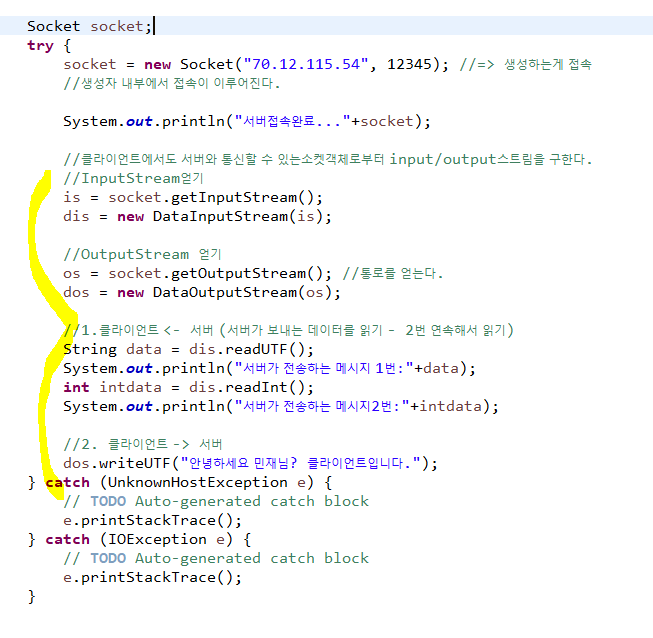 Socket socket;
try {
socket = new Socket("70.12.115.54", 12345); //=> 생성하는게 접속
//생성자 내부에서 접속이 이루어진다.
System.out.println("서버접속완료..."+socket);
//클라이언트에서도 서버와 통신할 수 있는소켓객체로부터 input/output스트림을 구한다.
//InputStream얻기
is = socket.getInputStream();
dis = new DataInputStream(is);
//OutputStream 얻기
os = socket.getOutputStream(); //통로를 얻는다.
dos = new DataOutputStream(os);
//1.클라이언트 <- 서버 (서버가 보내는 데이터를 읽기 - 2번 연속해서 읽기)
String data = dis.readUTF();
System.out.println("서버가 전송하는 메시지 1번:"+data);
int intdata = dis.readInt();
System.out.println("서버가 전송하는 메시지2번:"+intdata);
//2. 클라이언트 -> 서버
dos.writeUTF("안녕하세요 민재님? 클라이언트입니다.");
} catch (UnknownHostException e) {
// TODO Auto-generated catch block
e.printStackTrace();
} catch (IOException e) {
// TODO Auto-generated catch block
e.printStackTrace();
}